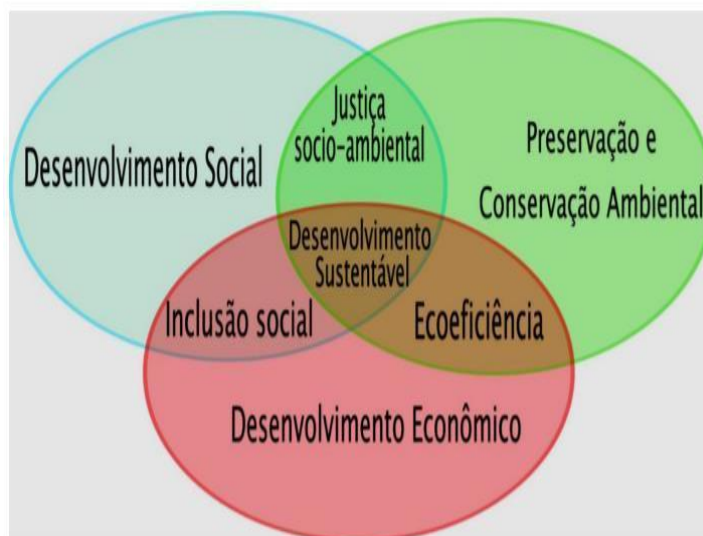 Justiça
socio-ambiental
Desenvolvimento Social
Preservação e
Conservação Ambiental
Desenvolvimento
Sustentável
Inclusão social
Ecoeficiência
Desenvolvimento Econômico